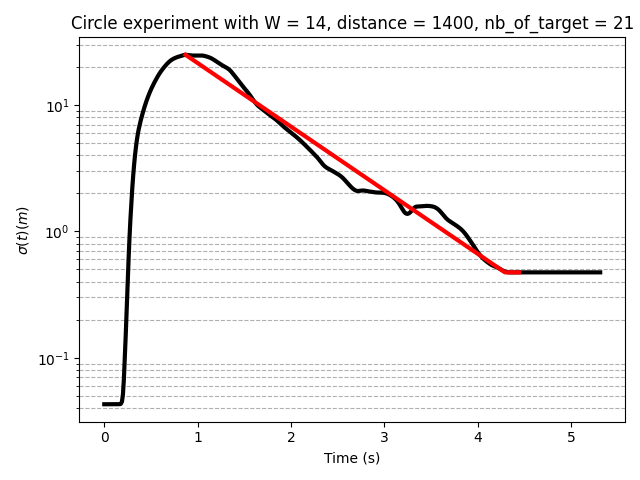 Circle experiment with W = 14, distance = 1400, nb_of_target = 21
10¹
10⁰
10⁻¹
σ(t)(m)
0 1 2 3 4 5
Time (s)